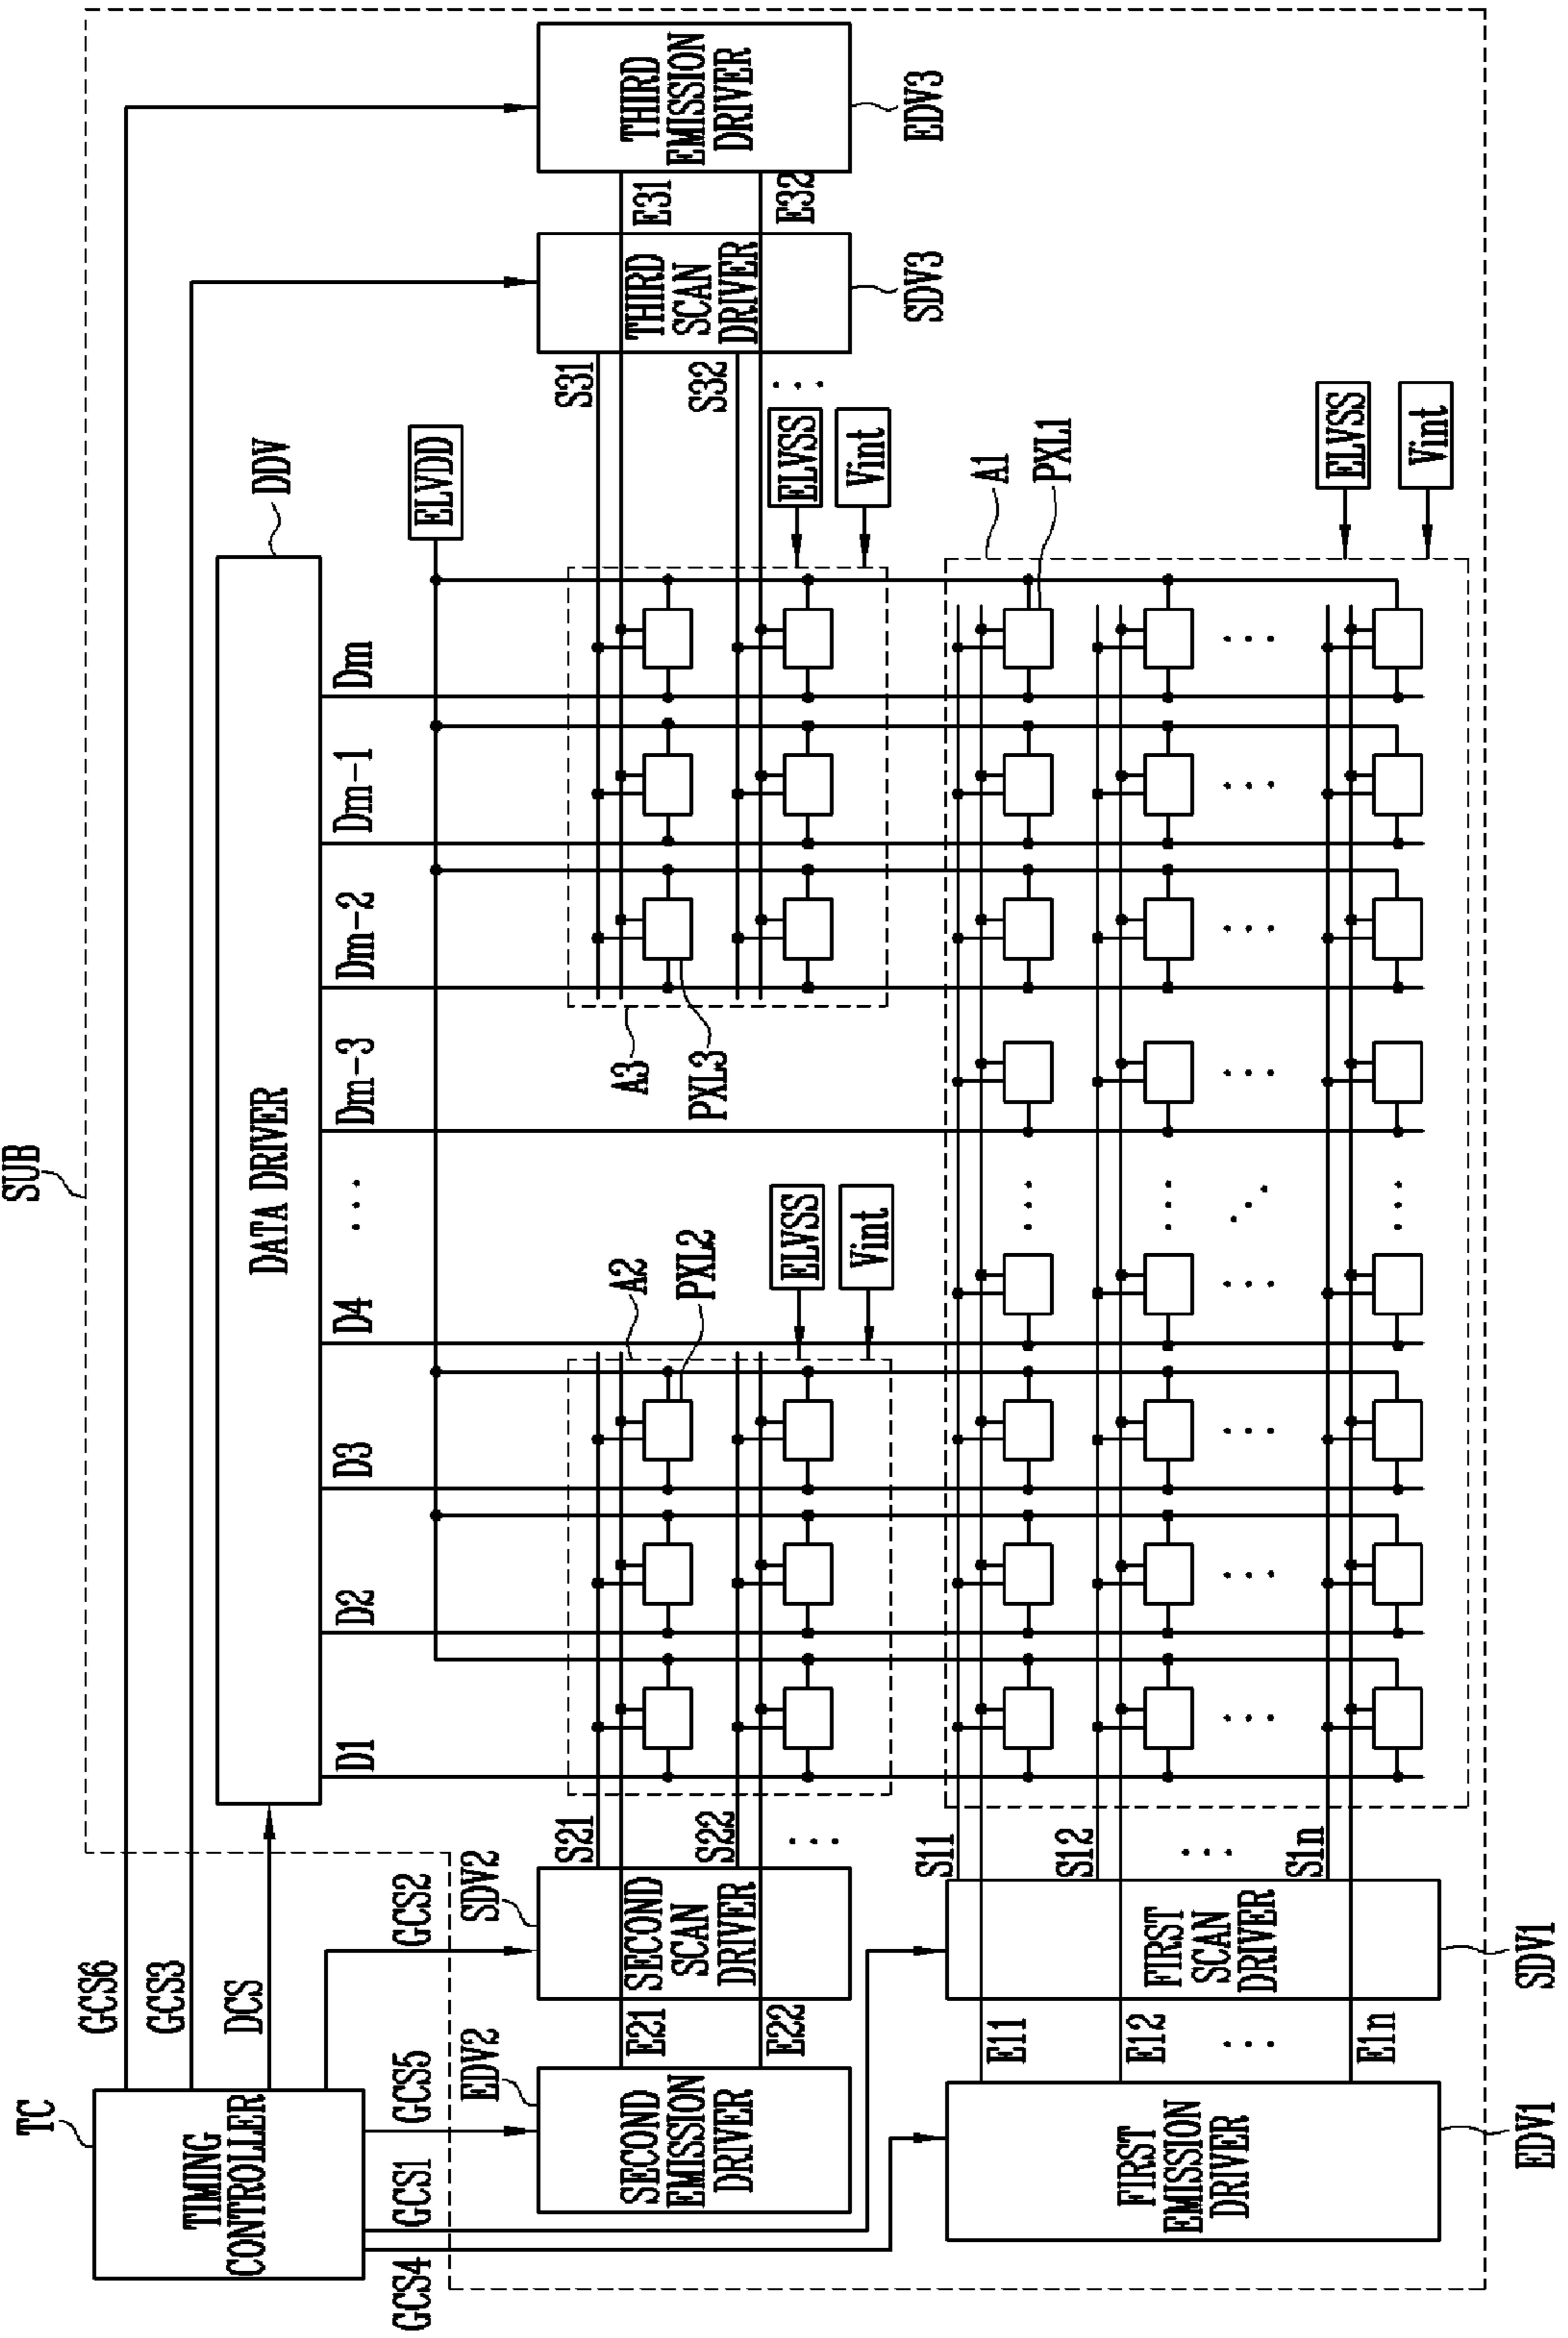 SUB
TC
TIMING
CONTROLLER
GCS6
GCS3
DCS
GCS2
GCS5
GCS1
GCS4
DATA DRIVER
DDV
D1
D2
D3
D4
...
Dm-3
Dm-2
Dm-1
Dm
ELVDD
EDV2
SECOND
EMISSION
DRIVER
E21
E22
SDV2
SECOND
SCAN
DRIVER
S21
S22
...
A2
PXL2
ELVSS
Vint
A3
PXL3
ELVSS
Vint
S31
S32
...
THIRD
SCAN
DRIVER
SDV3
E31
E32
THIRD
EMISSION
DRIVER
EDV3
FIRST
EMISSION
DRIVER
EDV1
E11
E12
...
E1n
FIRST
SCAN
DRIVER
SDV1
S11
S12
...
S1n
A1
PXL1
ELVSS
Vint